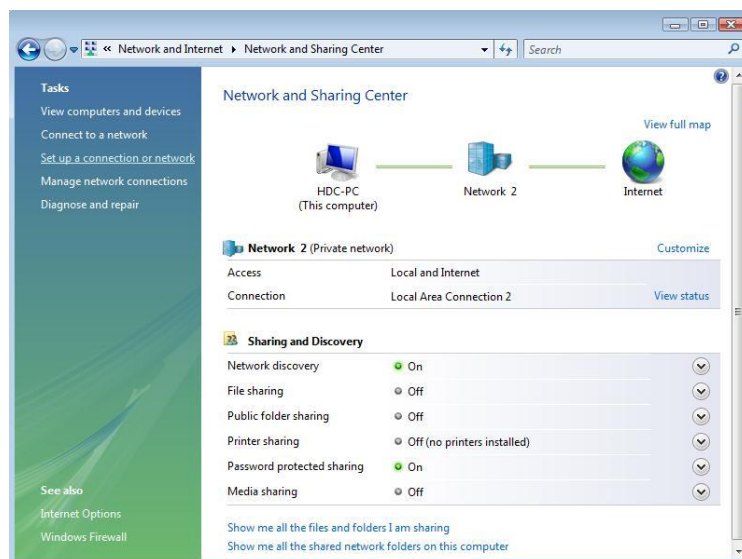 « Network and Internet ▸ Network and Sharing Center
Search
Tasks
View computers and devices
Connect to a network
Set up a connection or network
Manage network connections
Diagnose and repair
See also
Internet Options
Windows Firewall
Network and Sharing Center
View full map
HDC-PC
(This computer)
Network 2
Internet
Network 2 (Private network) Customize
Access Local and Internet
Connection Local Area Connection 2 View status
Sharing and Discovery
Network discovery On
File sharing Off
Public folder sharing Off
Printer sharing Off (no printers installed)
Password protected sharing On
Media sharing Off
Show me all the files and folders I am sharing
Show me all the shared network folders on this computer